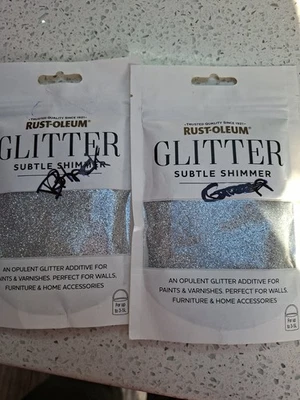 TRUSTED QUALITY SINCE 1921
RUST-OLEUM®
GLITTER
SUBTLE SHIMMER
AN OPULENT GLITTER ADDITIVE FOR
PAINTS & VARNISHES. PERFECT FOR WALLS,
FURNITURE & HOME ACCESSORIES
TRUSTED QUALITY SINCE 1921
RUST-OLEUM®
GLITTER
SUBTLE SHIMMER
AN OPULENT GLITTER ADDITIVE FOR
PAINTS & VARNISHES. PERFECT FOR WALLS,
FURNITURE & HOME ACCESSORIES